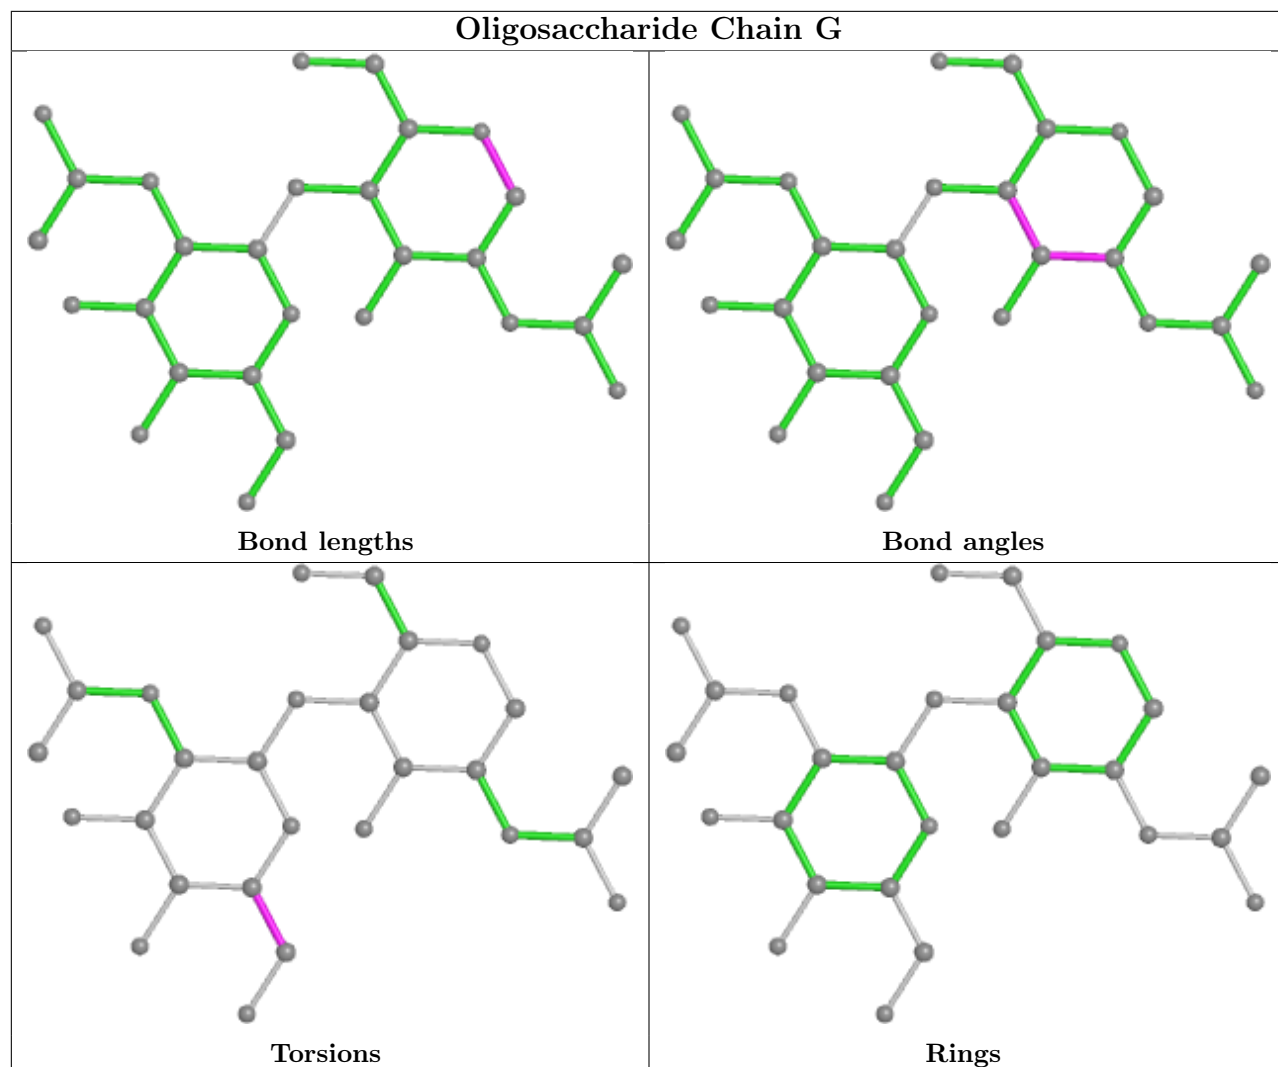 Oligosaccharide Chain G
Bond lengths
Bond angles
Torsions
Rings